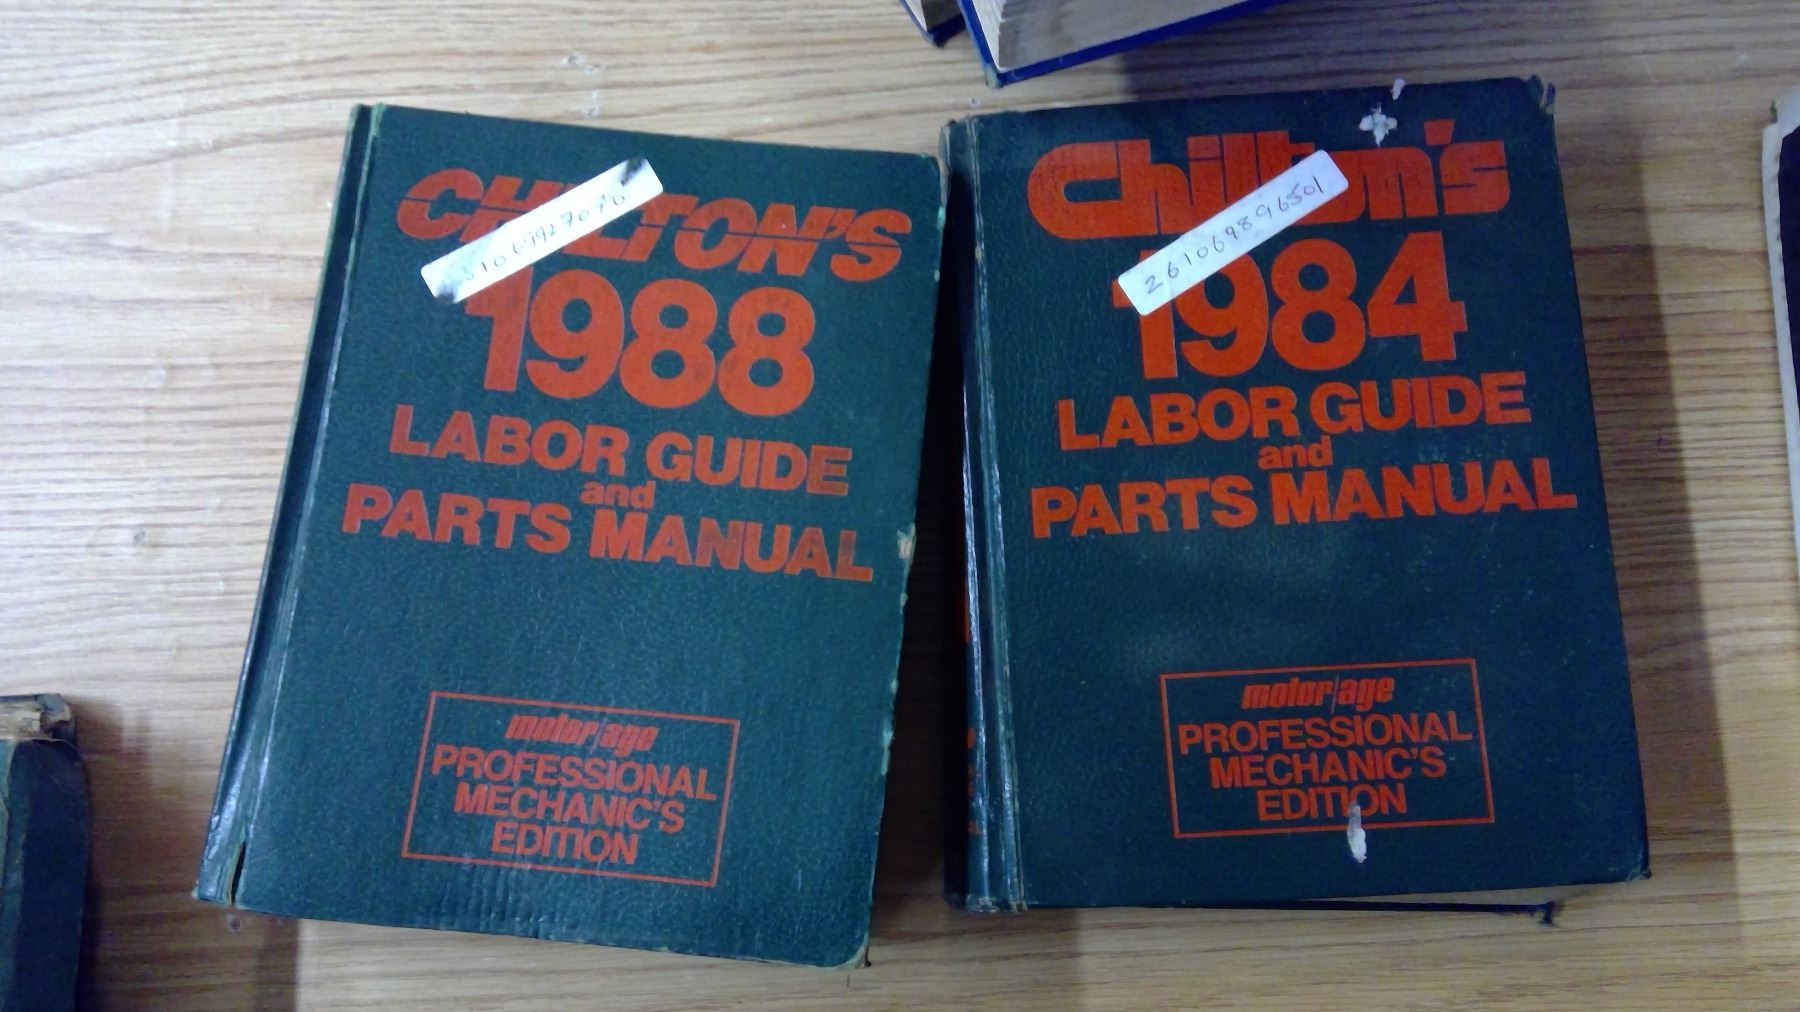 CHILTON'S
1988
LABOR GUIDE
and
PARTS MANUAL
motor/age
PROFESSIONAL
MECHANIC'S
EDITION
Chilton's
261069896501
1984
LABOR GUIDE
and
PARTS MANUAL
motor/age
PROFESSIONAL
MECHANIC'S
EDITION